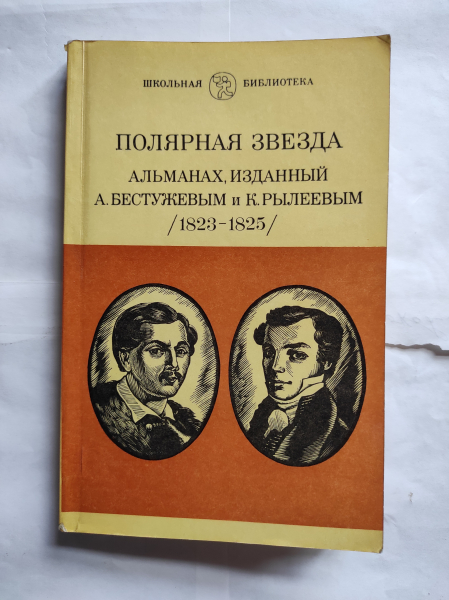 ШКОЛЬНАЯ БИБЛИОТЕКА
ПОЛЯРНАЯ ЗВЕЗДА
АЛЬМАНАХ, ИЗДАННЫЙ
А. БЕСТУЖЕВЫМ И К. РЫЛЕЕВЫМ
/1823-1825/